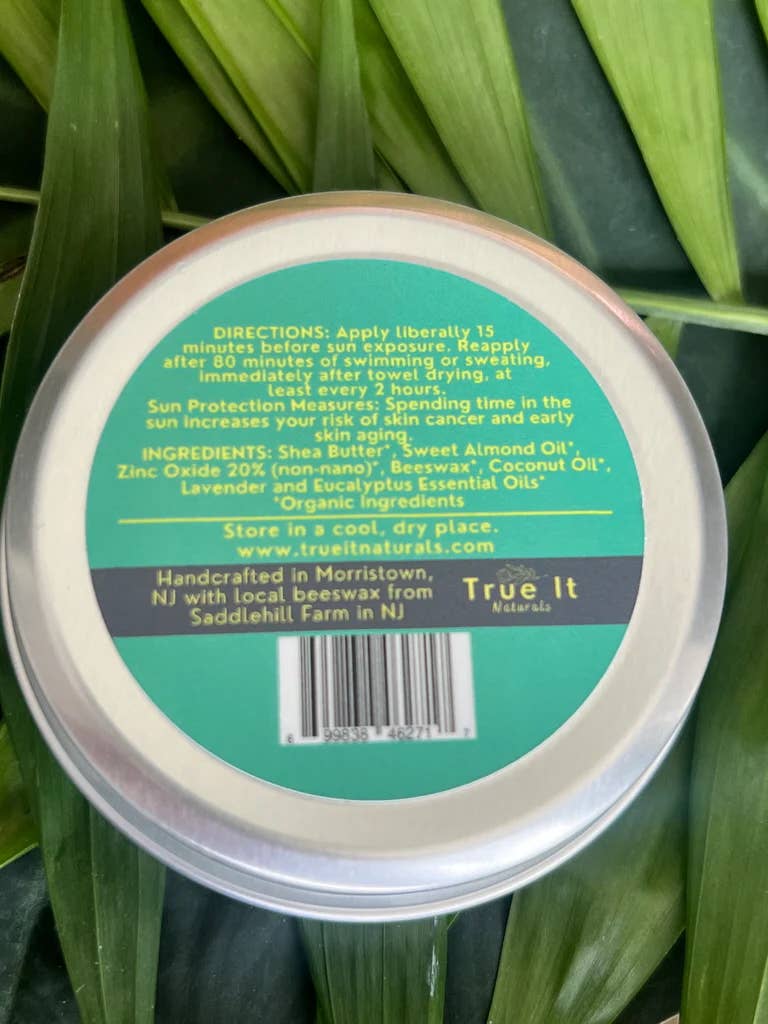 DIRECTIONS: Apply liberally 15
minutes before sun exposure. Reapply
after 80 minutes of swimming or sweating,
immediately after towel drying, at
least every 2 hours.
Sun Protection Measures: Spending time in the
sun increases your risk of skin cancer and early
skin aging.
INGREDIENTS: Shea Butter*, Sweet Almond Oil*,
Zinc Oxide 20% (non-nano)*, Beeswax*, Coconut Oil*,
Lavender and Eucalyptus Essential Oils*
*Organic Ingredients
Store in a cool, dry place.
www.trueitnaturals.com
Handcrafted in Morristown,
NJ with local beeswax from
Saddlehill Farm in NJ
True It
Naturals
6 99838 46271 7